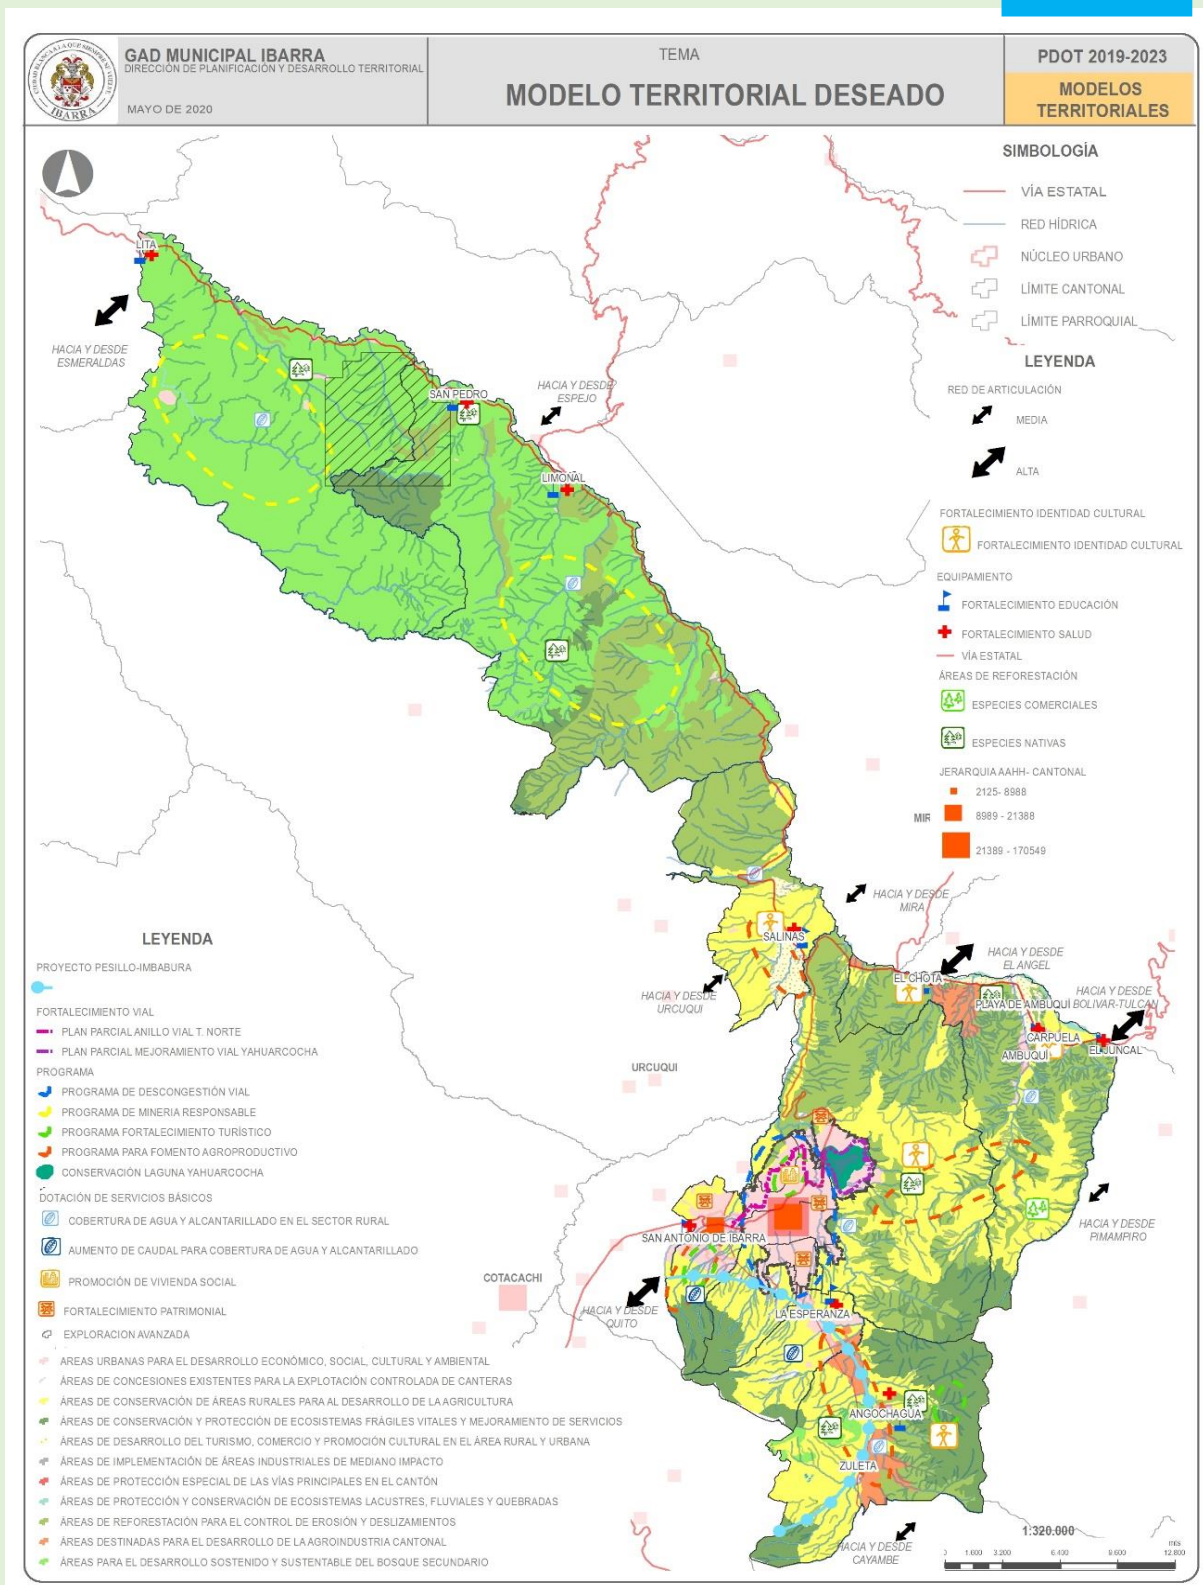 GAD MUNICIPAL IBARRA
DIRECCIÓN DE PLANIFICACIÓN Y DESARROLLO TERRITORIAL
MAYO DE 2020
TEMA
MODELO TERRITORIAL DESEADO
PDOT 2019-2023
MODELOS
TERRITORIALES
IBARRA
SIMBOLOGÍA
VÍA ESTATAL
RED HÍDRICA
NÚCLEO URBANO
LÍMITE CANTONAL
LÍMITE PARROQUIAL
LEYENDA
RED DE ARTICULACIÓN
MEDIA
ALTA
FORTALECIMIENTO IDENTIDAD CULTURAL
FORTALECIMIENTO IDENTIDAD CULTURAL
EQUIPAMIENTO
FORTALECIMIENTO EDUCACIÓN
FORTALECIMIENTO SALUD
VÍA ESTATAL
ÁREAS DE REFORESTACIÓN
ESPECIES COMERCIALES
ESPECIES NATIVAS
JERARQUIA AAHH- CANTONAL
2125- 8988
8989 - 21388
21389 - 170549
MIR
LITA
HACIA Y DESDE
ESMERALDAS
SAN PEDRO
HACIA Y DESDE
ESPEJO
LIMONAL
HACIA Y DESDE
MIRA
SALINAS
HACIA Y DESDE
URCUQUI
EL CHOTA
HACIA Y DESDE
EL ANGEL
PLAYA DE AMBUQUÍ
HACIA Y DESDE
BOLIVAR-TULCAN
CARPUELA
AMBUQUÍ
EL JUNCAL
URCUQUI
SAN ANTONIO DE IBARRA
HACIA Y DESDE
PIMAMPIRO
COTACACHI
HACIA Y DESDE
QUITO
LA ESPERANZA
ANGOCHAGUA
ZULETA
HACIA Y DESDE
CAYAMBE
LEYENDA
PROYECTO PESILLO-IMBABURA
FORTALECIMIENTO VIAL
PLAN PARCIAL ANILLO VIAL T. NORTE
PLAN PARCIAL MEJORAMIENTO VIAL YAHUARCOCHA
PROGRAMA
PROGRAMA DE DESCONGESTIÓN VIAL
PROGRAMA DE MINERIA RESPONSABLE
PROGRAMA FORTALECIMIENTO TURÍSTICO
PROGRAMA PARA FOMENTO AGROPRODUCTIVO
CONSERVACIÓN LAGUNA YAHUARCOCHA
DOTACIÓN DE SERVICIOS BÁSICOS
COBERTURA DE AGUA Y ALCANTARILLADO EN EL SECTOR RURAL
AUMENTO DE CAUDAL PARA COBERTURA DE AGUA Y ALCANTARILLADO
PROMOCIÓN DE VIVIENDA SOCIAL
FORTALECIMIENTO PATRIMONIAL
EXPLORACION AVANZADA
AREAS URBANAS PARA EL DESARROLLO ECONÓMICO, SOCIAL, CULTURAL Y AMBIENTAL
ÁREAS DE CONCESIONES EXISTENTES PARA LA EXPLOTACIÓN CONTROLADA DE CANTERAS
ÁREAS DE CONSERVACIÓN DE ÁREAS RURALES PARA AL DESARROLLO DE LA AGRICULTURA
ÁREAS DE CONSERVACIÓN Y PROTECCIÓN DE ECOSISTEMAS FRÁGILES VITALES Y MEJORAMIENTO DE SERVICIOS
ÁREAS DE DESARROLLO DEL TURISMO, COMERCIO Y PROMOCIÓN CULTURAL EN EL ÁREA RURAL Y URBANA
ÁREAS DE IMPLEMENTACIÓN DE ÁREAS INDUSTRIALES DE MEDIANO IMPACTO
ÁREAS DE PROTECCIÓN ESPECIAL DE LAS VÍAS PRINCIPALES EN EL CANTÓN
ÁREAS DE PROTECCIÓN Y CONSERVACIÓN DE ECOSISTEMAS LACUSTRES, FLUVIALES Y QUEBRADAS
ÁREAS DE REFORESTACIÓN PARA EL CONTROL DE EROSIÓN Y DESLIZAMIENTOS
ÁREAS DESTINADAS PARA EL DESARROLLO DE LA AGROINDUSTRIA CANTONAL
ÁREAS PARA EL DESARROLLO SOSTENIDO Y SUSTENTABLE DEL BOSQUE SECUNDARIO
1:320.000
mts
1.600 3.200 6.400 9.600 12.800